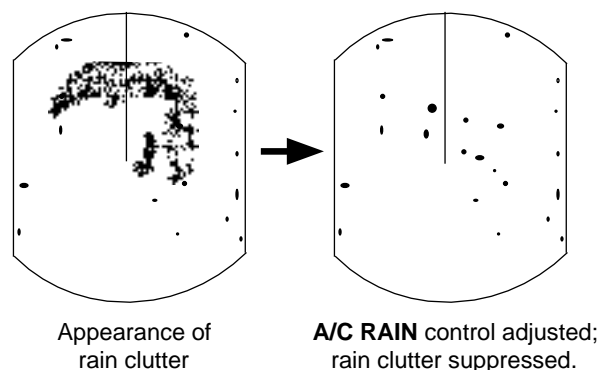 Appearance of
rain clutter
A/C RAIN control adjusted;
rain clutter suppressed.